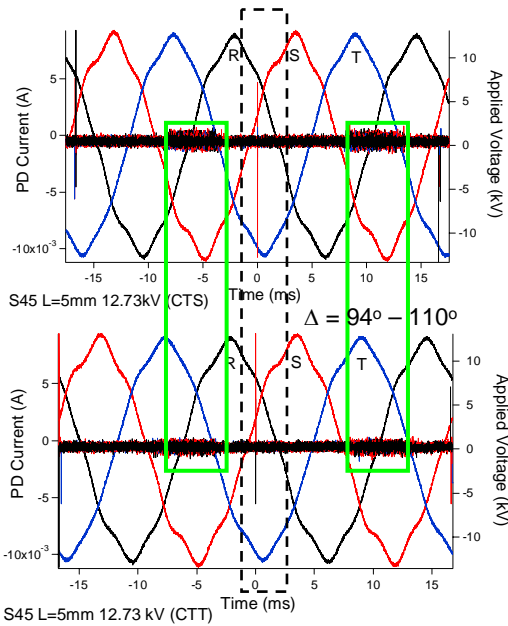 R S T
PD Current (A)
5
0
-5
-10x10⁻³
Applied Voltage (kV)
10
5
0
-5
-10
-15 -10 -5 0 5 10 15
Time (ms)
S45 L=5mm 12.73kV (CTS)
Δ = 94º – 110º
R S T
PD Current (A)
5
0
-5
-10x10⁻³
Applied Voltage (kV)
10
5
0
-5
-10
-15 -10 -5 0 5 10 15
Time (ms)
S45 L=5mm 12.73 kV (CTT)